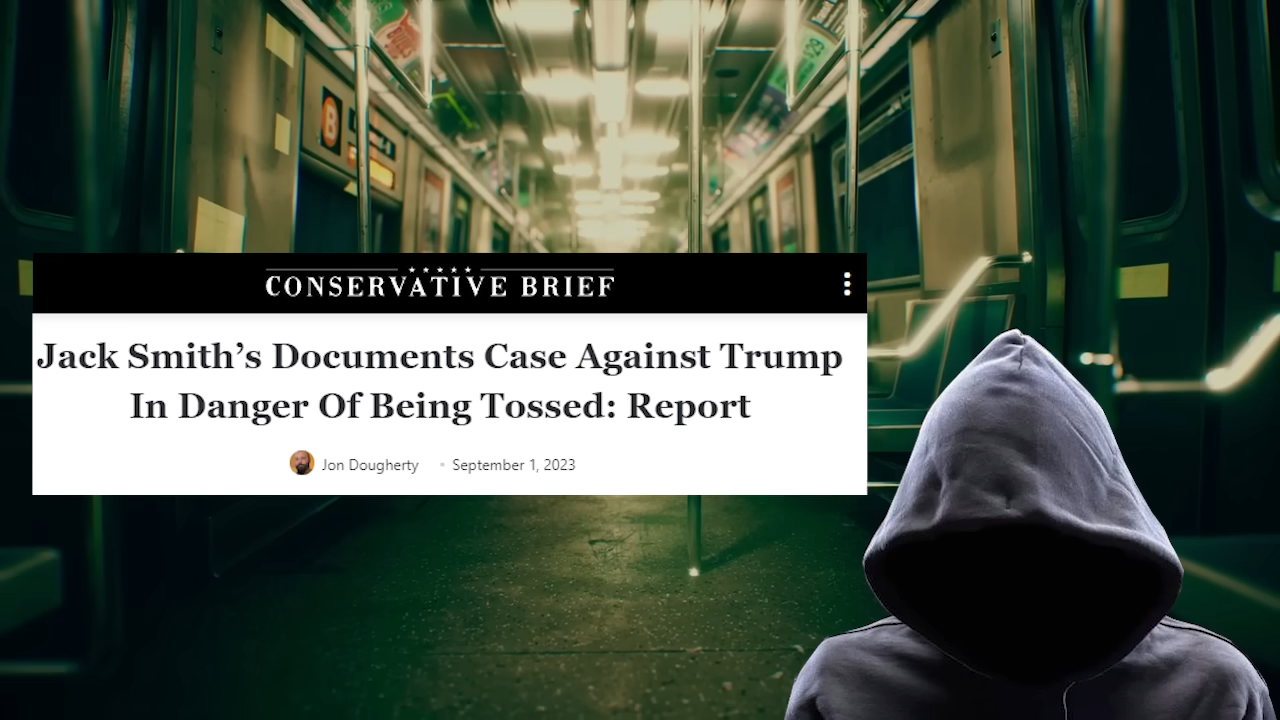 B
CONSERVATIVE BRIEF
Jack Smith’s Documents Case Against Trump
In Danger Of Being Tossed: Report
Jon Dougherty • September 1, 2023